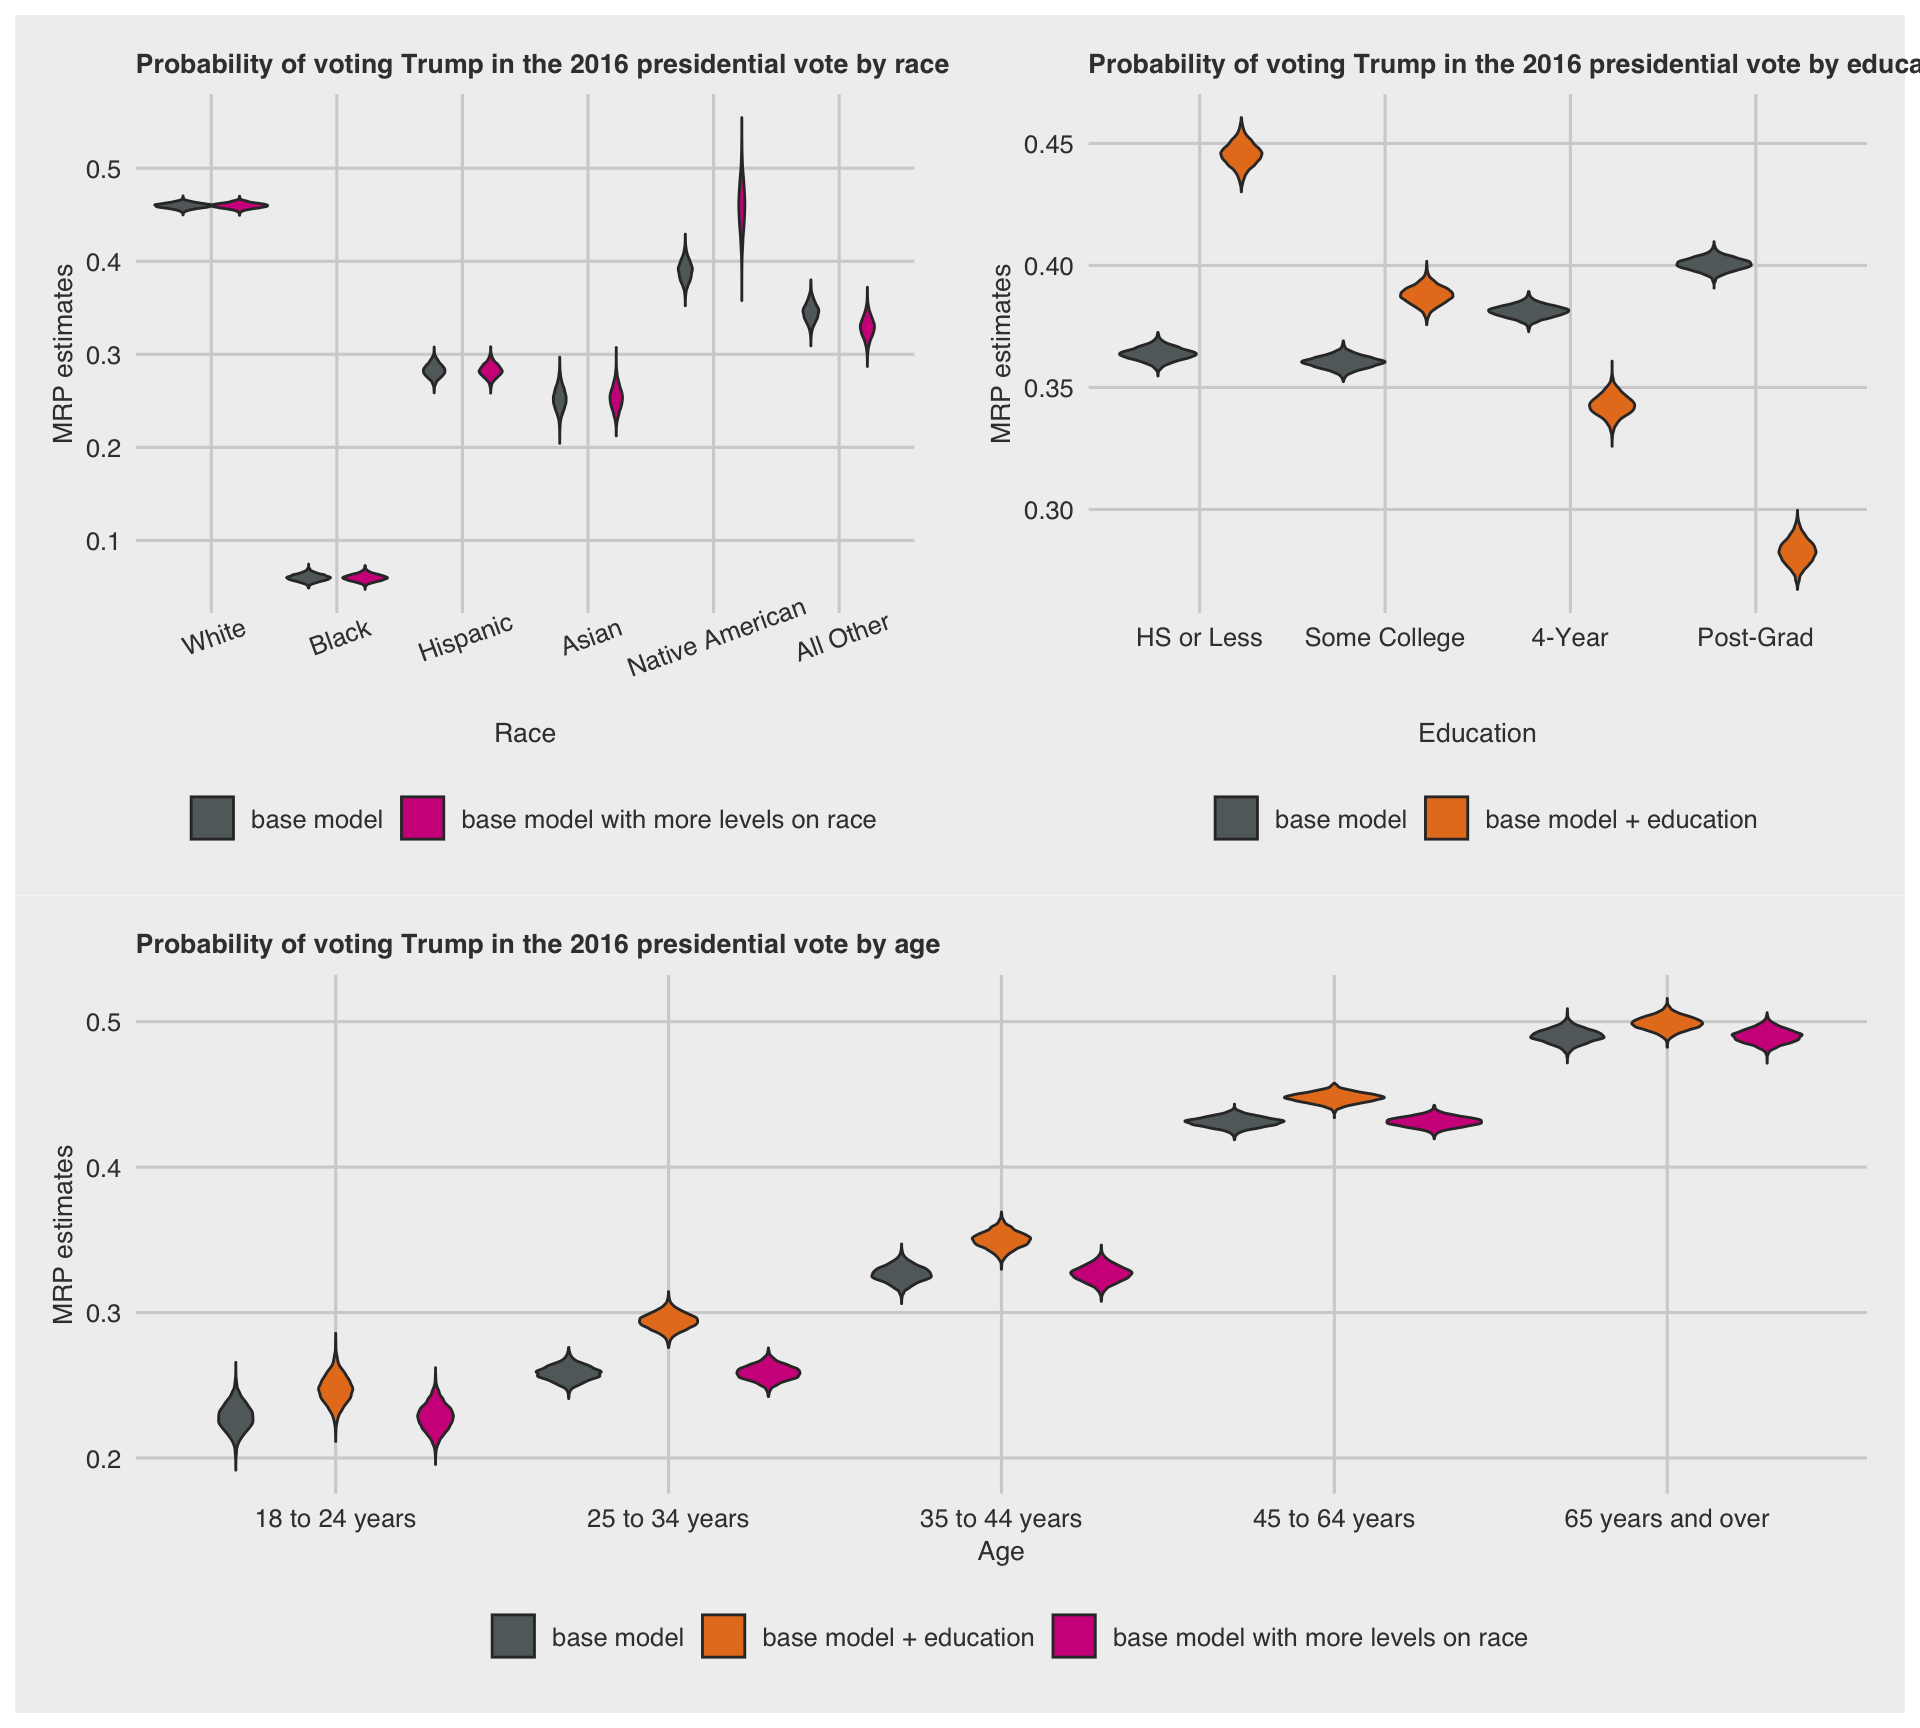 Probability of voting Trump in the 2016 presidential vote by race
MRP estimates
0.5
0.4
0.3
0.2
0.1
White
Black
Hispanic
Asian
Native American
All Other
Race
base model
base model with more levels on race
Probability of voting Trump in the 2016 presidential vote by educa
MRP estimates
0.45
0.40
0.35
0.30
HS or Less
Some College
4-Year
Post-Grad
Education
base model
base model + education
Probability of voting Trump in the 2016 presidential vote by age
MRP estimates
0.5
0.4
0.3
0.2
18 to 24 years
25 to 34 years
35 to 44 years
45 to 64 years
65 years and over
Age
base model
base model + education
base model with more levels on race